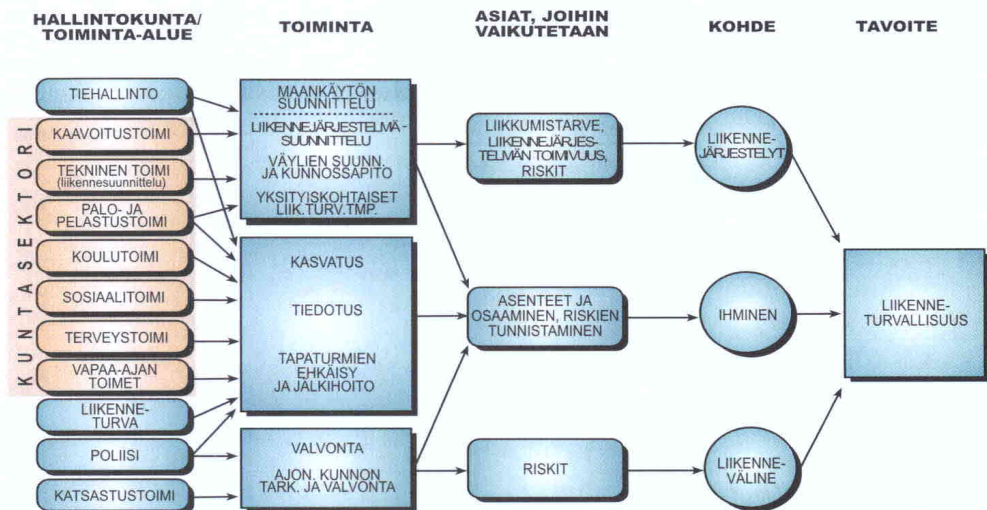 HALLINTOKUNTA/
TOIMINTA-ALUE
TOIMINTA
ASIAT, JOIHIN
VAIKUTETAAN
KOHDE
TAVOITE
KUNTASEKTORI
TIEHALLINTO
KAAVOITUSTOIMI
TEKNINEN TOIMI
(liikennesuunnittelu)
PALO- JA
PELASTUSTOIMI
KOULUTOIMI
SOSIAALITOIMI
TERVEYSTOIMI
VAPAA-AJAN
TOIMET
LIIKENNE-
TURVA
POLIISI
KATSASTUSTOIMI
MAANKÄYTÖN
SUUNNITTELU
LIIKENNEJÄRJESTELMÄ-
SUUNNITTELU
VÄYLIEN SUUNN.
JA KUNNOSSAPITO
YKSITYISKOHTAISET
LIIK.TURV.TMP.
KASVATUS
TIEDOTUS
TAPATURMIEN
EHKÄISY
JA JÄLKIHOITO
VALVONTA
AJON. KUNNON
TARK. JA VALVONTA
LIIKKUMISTARVE,
LIIKENNEJÄRJES-
TELMÄN TOIMIVUUS,
RISKIT
ASENTEET JA
OSAAMINEN, RISKIEN
TUNNISTAMINEN
RISKIT
LIIKENNE-
JÄRJESTELYT
IHMINEN
LIIKENNE-
VÄLINE
LIIKENNE-
TURVALLISUUS